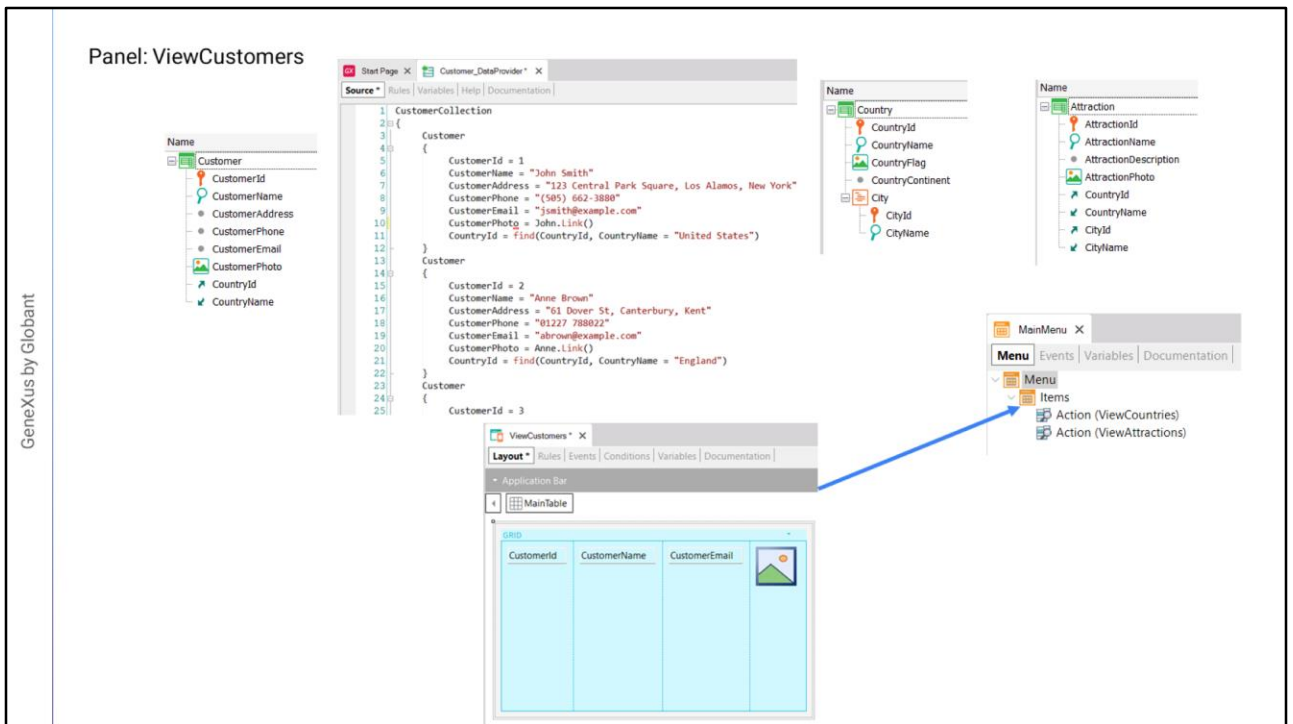 Panel: ViewCustomers
GeneXus by Globant
Name
Customer
CustomerId
CustomerName
CustomerAddress
CustomerPhone
CustomerEmail
CustomerPhoto
CountryId
CountryName
GX Start Page X Customer_DataProvider* X
Source* Rules Variables Help Documentation
1 CustomerCollection
2 {
3 Customer
4 {
5 CustomerId = 1
6 CustomerName = "John Smith"
7 CustomerAddress = "123 Central Park Square, Los Alamos, New York"
8 CustomerPhone = "(505) 662-3880"
9 CustomerEmail = "jsmith@example.com"
10 CustomerPhoto = John.Link()
11 CountryId = find(CountryId, CountryName = "United States")
12 }
13 Customer
14 {
15 CustomerId = 2
16 CustomerName = "Anne Brown"
17 CustomerAddress = "61 Dover St, Canterbury, Kent"
18 CustomerPhone = "01227 788022"
19 CustomerEmail = "abrown@example.com"
20 CustomerPhoto = Anne.Link()
21 CountryId = find(CountryId, CountryName = "England")
22 }
23 Customer
24 {
25 CustomerId = 3
Name
Country
CountryId
CountryName
CountryFlag
CountryContinent
City
CityId
CityName
Name
Attraction
AttractionId
AttractionName
AttractionDescription
AttractionPhoto
CountryId
CountryName
CityId
CityName
MainMenu X
Menu Events Variables Documentation
Menu
Items
Action (ViewCountries)
Action (ViewAttractions)
ViewCustomers* X
Layout* Rules Events Conditions Variables Documentation
Application Bar
MainTable
GRID
CustomerId CustomerName CustomerEmail